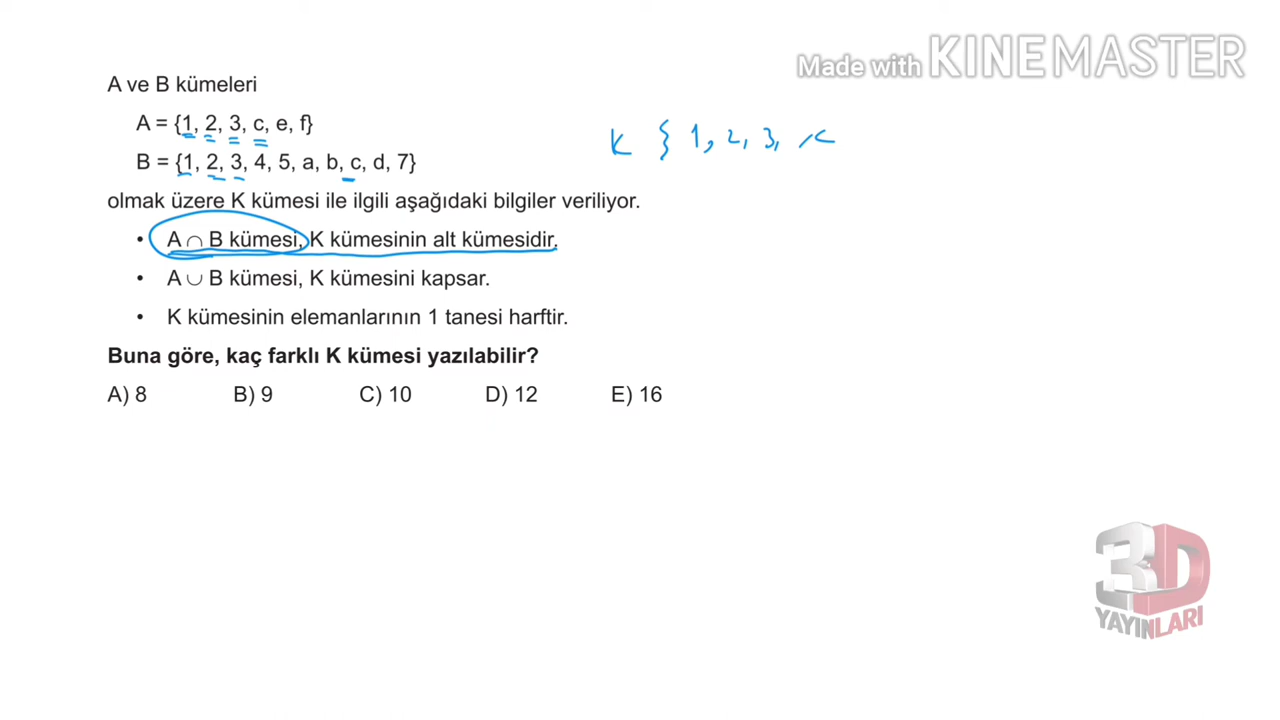 Made with KINEMASTER
A ve B kümeleri
A = {1, 2, 3, c, e, f}
B = {1, 2, 3, 4, 5, a, b, c, d, 7}
K { 1, 2, 3, c
olmak üzere K kümesi ile ilgili aşağıdaki bilgiler veriliyor.
• A ∩ B kümesi, K kümesinin alt kümesidir.
• A ∪ B kümesi, K kümesini kapsar.
• K kümesinin elemanlarının 1 tanesi harftir.
Buna göre, kaç farklı K kümesi yazılabilir?
A) 8 B) 9 C) 10 D) 12 E) 16
3D
YAYINLARI